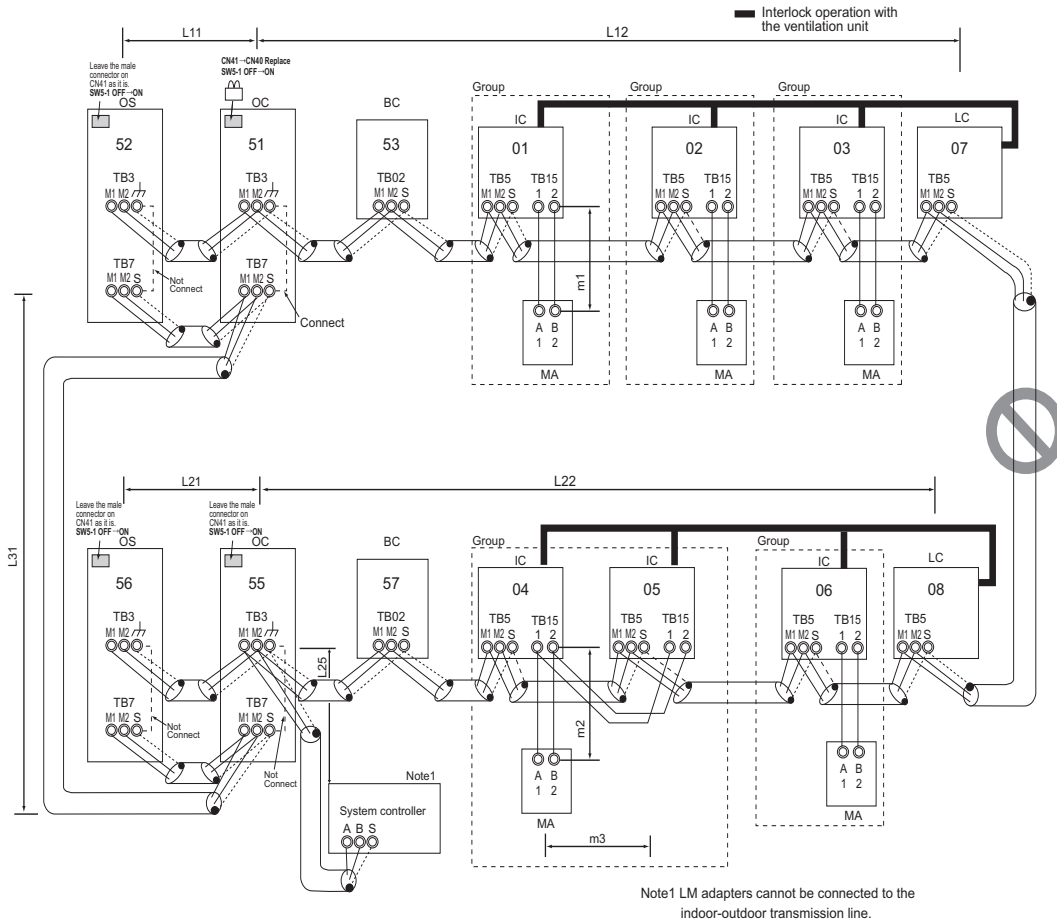 Interlock operation with
the ventilation unit
L11
L12
Leave the male
connector on
CN41 as it is.
SW5-1 OFF→ON
CN41→CN40 Replace
SW5-1 OFF→ON
OS
OC
BC
Group
Group
Group
IC
IC
IC
LC
52
51
53
01
02
03
07
TB3
TB3
TB02
TB5 TB15
TB5 TB15
TB5 TB15
TB5
M1 M2
M1 M2
M1 M2 S
M1 M2 S 1 2
M1 M2 S 1 2
M1 M2 S 1 2
M1 M2 S
TB7
TB7
M1 M2 S
M1 M2 S
Not
Connect
Connect
m1
A B
1 2
MA
A B
1 2
MA
A B
1 2
MA
L31
L21
L22
Leave the male
connector on
CN41 as it is.
SW5-1 OFF→ON
Leave the male
connector on
CN41 as it is.
SW5-1 OFF→ON
OS
OC
BC
Group
Group
IC
IC
IC
LC
56
55
57
04
05
06
08
TB3
TB3
TB02
TB5 TB15
TB5 TB15
TB5 TB15
TB5
M1 M2
M1 M2
M1 M2 S
M1 M2 S 1 2
M1 M2 S 1 2
M1 M2 S 1 2
M1 M2 S
L25
TB7
TB7
M1 M2 S
M1 M2 S
Not
Connect
Not
Connect
m2
A B
1 2
MA
A B
1 2
MA
Note1
System controller
A B S
m3
Note1 LM adapters cannot be connected to the
indoor-outdoor transmission line.